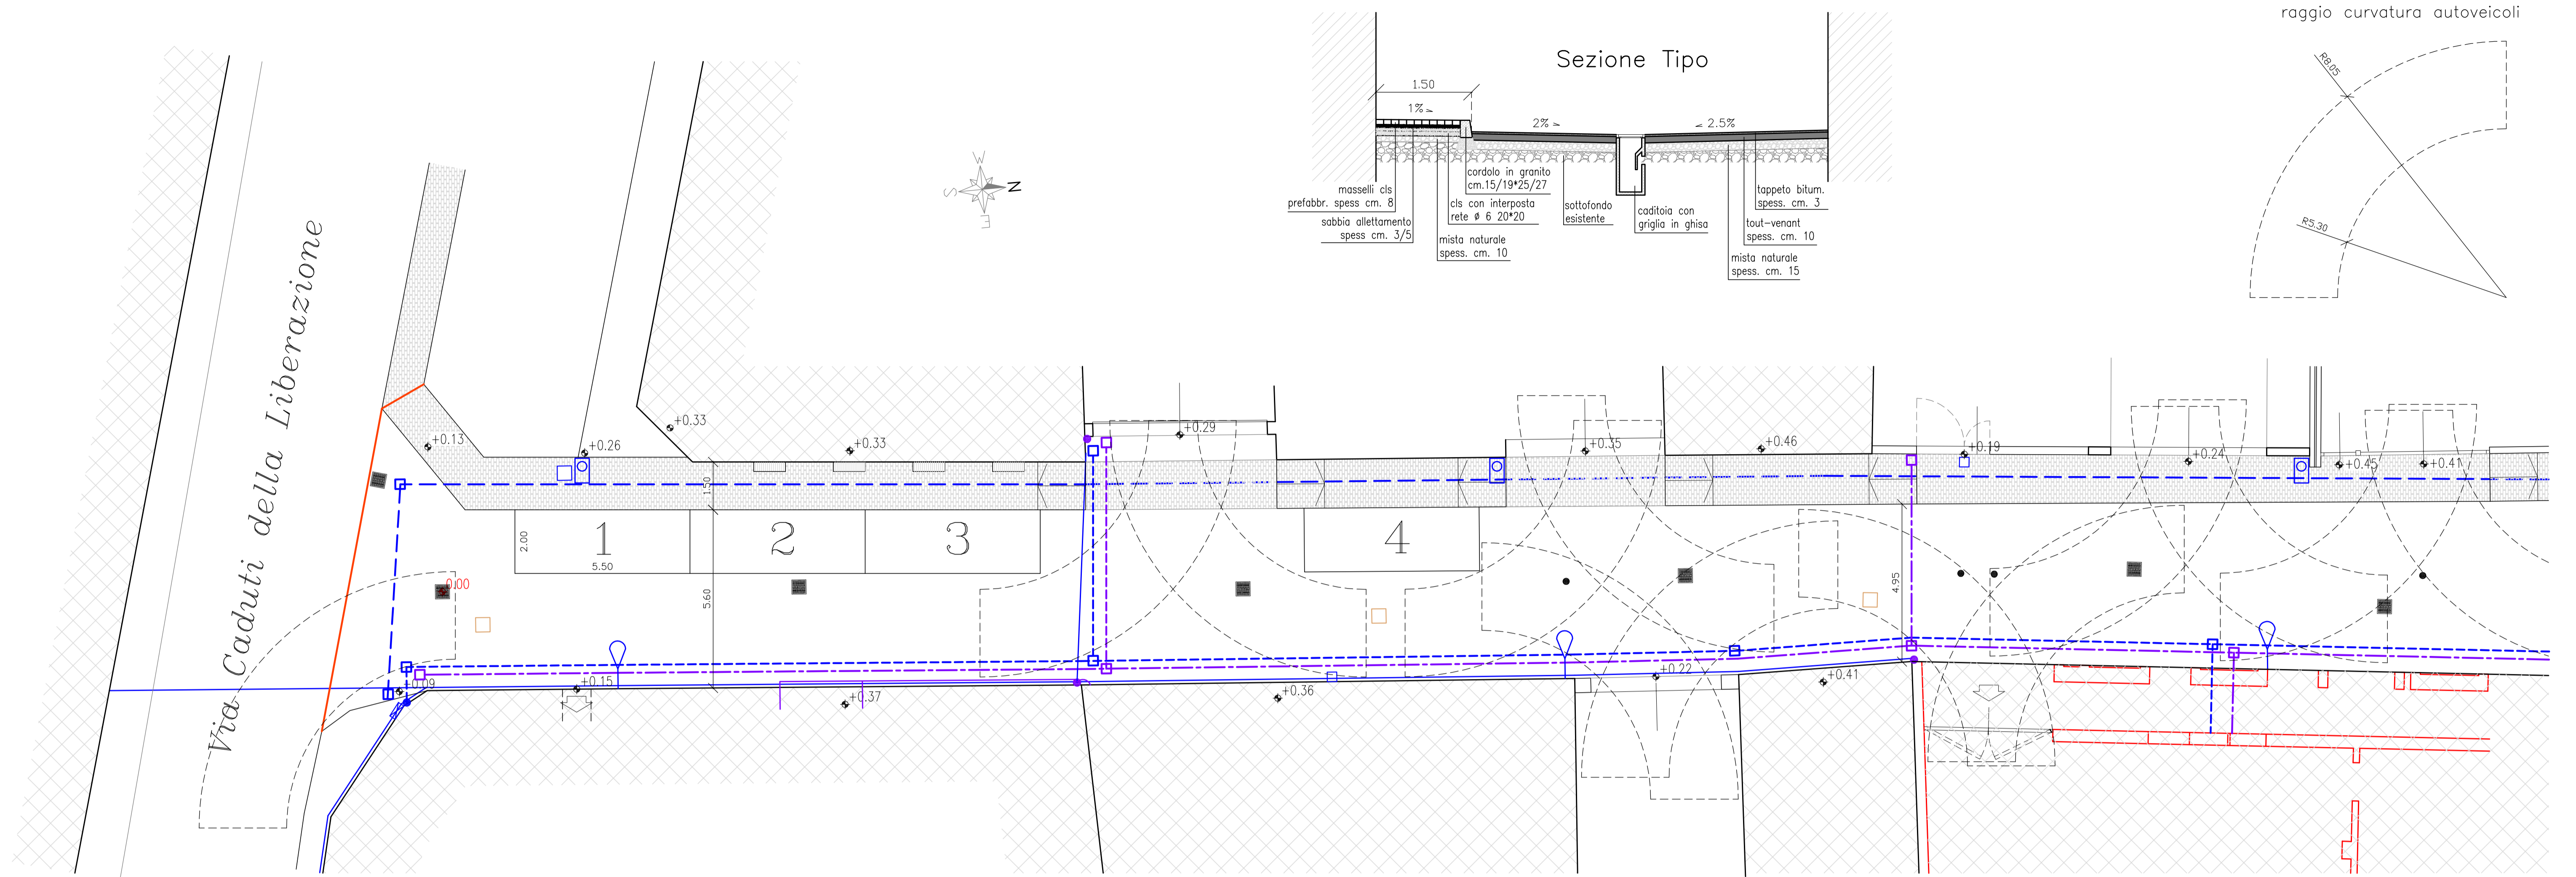 raggio curvatura autoveicoli
R8.05
R5.30
Sezione Tipo
1.50
1%
2%
2.5%
masselli cls
prefabbr. spess cm. 8
sabbia allettamento
spess cm. 3/5
cordolo in granito
cm.15/19*25/27
cls con interposta
rete ø 6 20*20
mista naturale
spess. cm. 10
sottofondo
esistente
caditoia con
griglia in ghisa
tappeto bitum.
spess. cm. 3
tout-venant
spess. cm. 10
mista naturale
spess. cm. 15
W
S
N
E
Via Caduti della Liberazione
+0.13
+0.26
+0.33
+0.33
+0.29
+0.35
+0.46
+0.19
+0.24
+0.45
+0.41
1.50
1
2
3
4
2.00
5.50
5.60
4.95
0.00
+0.09
+0.15
+0.37
+0.36
+0.22
+0.41